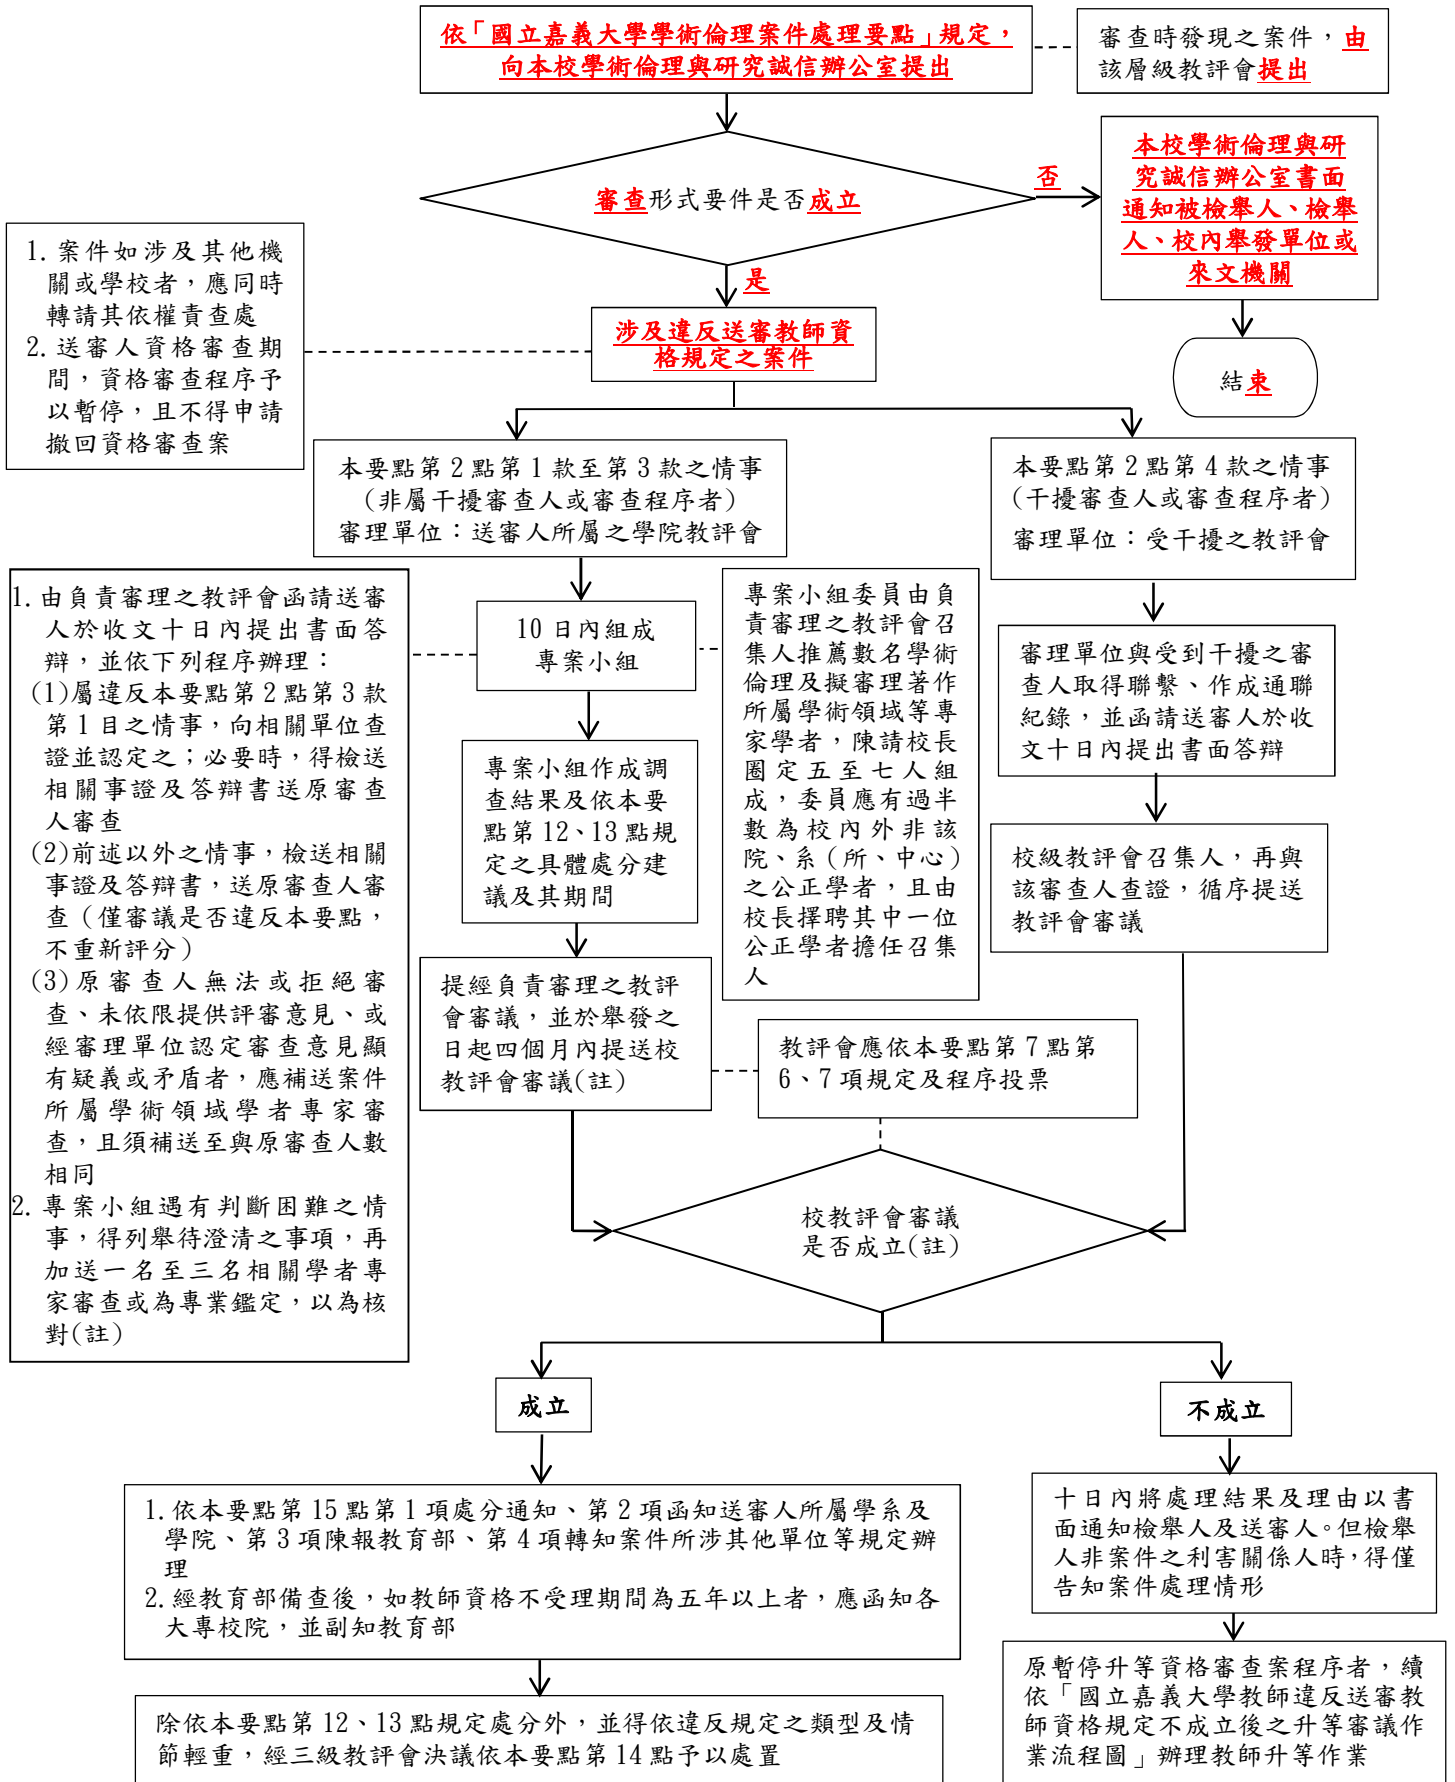 依「國立嘉義大學學術倫理案件處理要點」規定，
向本校學術倫理與研究誠信辦公室提出
審查時發現之案件，由
該層級教評會提出
審查形式要件是否成立
否
本校學術倫理與研
究誠信辦公室書面
通知被檢舉人、檢舉
人、校內舉發單位或
來文機關
是
結束
1. 案件如涉及其他機
關或學校者，應同時
轉請其依權責查處
2. 送審人資格審查期
間，資格審查程序予
以暫停，且不得申請
撤回資格審查案
涉及違反送審教師資
格規定之案件
本要點第 2 點第 1 款至第 3 款之情事
(非屬干擾審查人或審查程序者)
審理單位：送審人所屬之學院教評會
本要點第 2 點第 4 款之情事
(干擾審查人或審查程序者)
審理單位：受干擾之教評會
1. 由負責審理之教評會函請送審
人於收文十日內提出書面答
辯，並依下列程序辦理：
(1)屬違反本要點第 2 點第 3 款
第 1 目之情事，向相關單位查
證並認定之；必要時，得檢送
相關事證及答辯書送原審查
人審查
(2)前述以外之情事，檢送相關
事證及答辯書，送原審查人審
查（僅審議是否違反本要點，
不重新評分）
(3)原審查人無法或拒絕審
查、未依限提供評審意見、或
經審理單位認定審查意見顯
有疑義或矛盾者，應補送案件
所屬學術領域學者專家審
查，且須補送至與原審查人數
相同
2. 專案小組遇有判斷困難之情
事，得列舉待澄清之事項，再
加送一名至三名相關學者專
家審查或為專業鑑定，以為核
對(註)
10 日內組成
專案小組
專案小組委員由負
責審理之教評會召
集人推薦數名學術
倫理及擬審理著作
所屬學術領域等專
家學者，陳請校長
圈定五至七人組
成，委員應有過半
數為校內外非該
院、系（所、中心）
之公正學者，且由
校長擇聘其中一位
公正學者擔任召集
人
審理單位與受到干擾之審
查人取得聯繫、作成通聯
紀錄，並函請送審人於收
文十日內提出書面答辯
專案小組作成調
查結果及依本要
點第 12、13 點規
定之具體處分建
議及其期間
校級教評會召集人，再與
該審查人查證，循序提送
教評會審議
提經負責審理之教評
會審議，並於舉發之
日起四個月內提送校
教評會審議(註)
教評會應依本要點第 7 點第
6、7 項規定及程序投票
校教評會審議
是否成立(註)
成立
不成立
1. 依本要點第 15 點第 1 項處分通知、第 2 項函知送審人所屬學系及
學院、第 3 項陳報教育部、第 4 項轉知案件所涉其他單位等規定辦
理
2. 經教育部備查後，如教師資格不受理期間為五年以上者，應函知各
大專校院，並副知教育部
十日內將處理結果及理由以書
面通知檢舉人及送審人。但檢舉
人非案件之利害關係人時，得僅
告知案件處理情形
除依本要點第 12、13 點規定處分外，並得依違反規定之類型及情
節輕重，經三級教評會決議依本要點第 14 點予以處置
原暫停升等資格審查案程序者，續
依「國立嘉義大學教師違反送審教
師資格規定不成立後之升等審議作
業流程圖」辦理教師升等作業